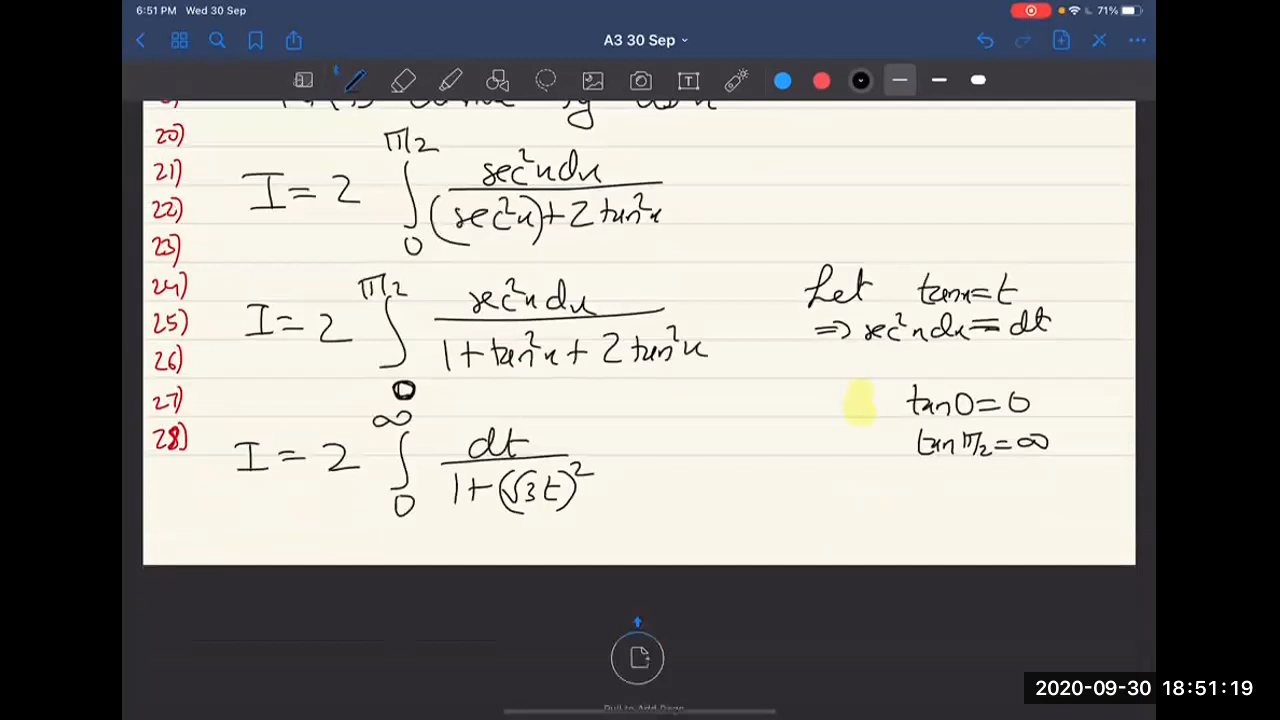 6:51 PM Wed 30 Sep
71%
A3 30 Sep
20)
21)
22)
23)
24)
25)
26)
27)
28)
π/2
I = 2 ∫ sec²x dx / (sec²x) + 2 tan²x
0
π/2
I = 2 ∫ sec²x dx / 1 + tan²x + 2 tan²x
0
∞
I = 2 ∫ dt / 1 + (√3 t)²
0
Let tanx = t
⇒ sec²x dx = dt
tan 0 = 0
tan π/2 = ∞
2020-09-30 18:51:19